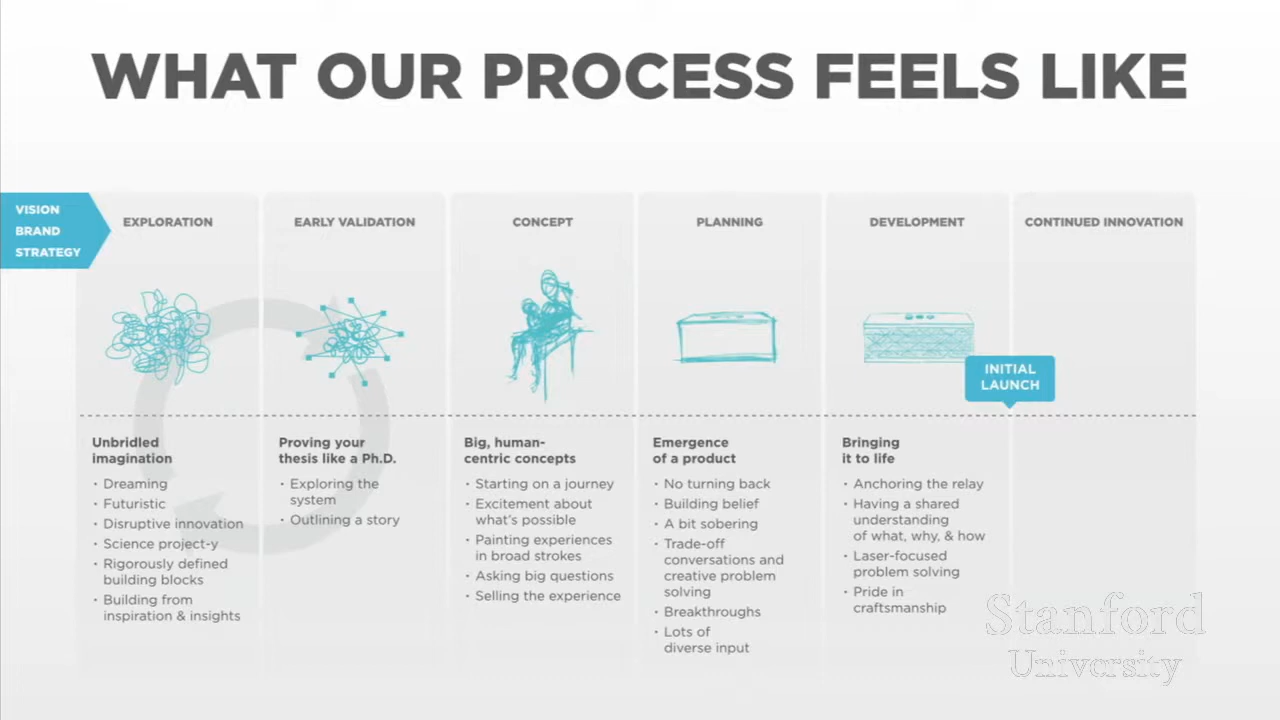 WHAT OUR PROCESS FEELS LIKE
VISION
BRAND
STRATEGY
EXPLORATION
EARLY VALIDATION
CONCEPT
PLANNING
DEVELOPMENT
CONTINUED INNOVATION
INITIAL
LAUNCH
Unbridled
imagination
· Dreaming
· Futuristic
· Disruptive innovation
· Science project-y
· Rigorously defined
building blocks
· Building from
inspiration & insights
Proving your
thesis like a Ph.D.
· Exploring the
system
· Outlining a story
Big, human-
centric concepts
· Starting on a journey
· Excitement about
what's possible
· Painting experiences
in broad strokes
· Asking big questions
· Selling the experience
Emergence
of a product
· No turning back
· Building belief
· A bit sobering
· Trade-off
conversations and
creative problem
solving
· Breakthroughs
· Lots of
diverse input
Bringing
it to life
· Anchoring the relay
· Having a shared
understanding
of what, why, & how
· Laser-focused
problem solving
· Pride in
craftsmanship
Stanford
University